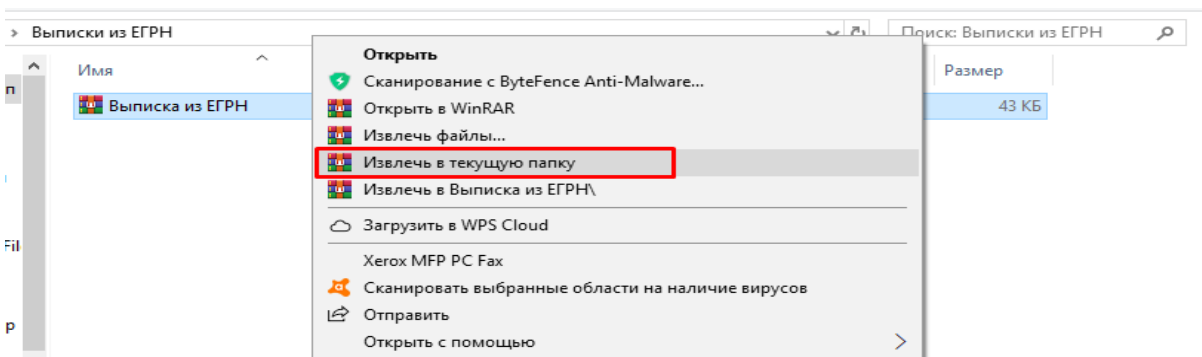 Выписки из ЕГРН
Поиск: Выписки из ЕГРН
Имя
Размер
п
Выписка из ЕГРН
43 КБ
Открыть
Сканирование с ByteFence Anti-Malware...
Открыть в WinRAR
Извлечь файлы...
Извлечь в текущую папку
Извлечь в Выписка из ЕГРН\
Загрузить в WPS Cloud
Fil
Xerox MFP PC Fax
Сканировать выбранные области на наличие вирусов
Отправить
р
Открыть с помощью